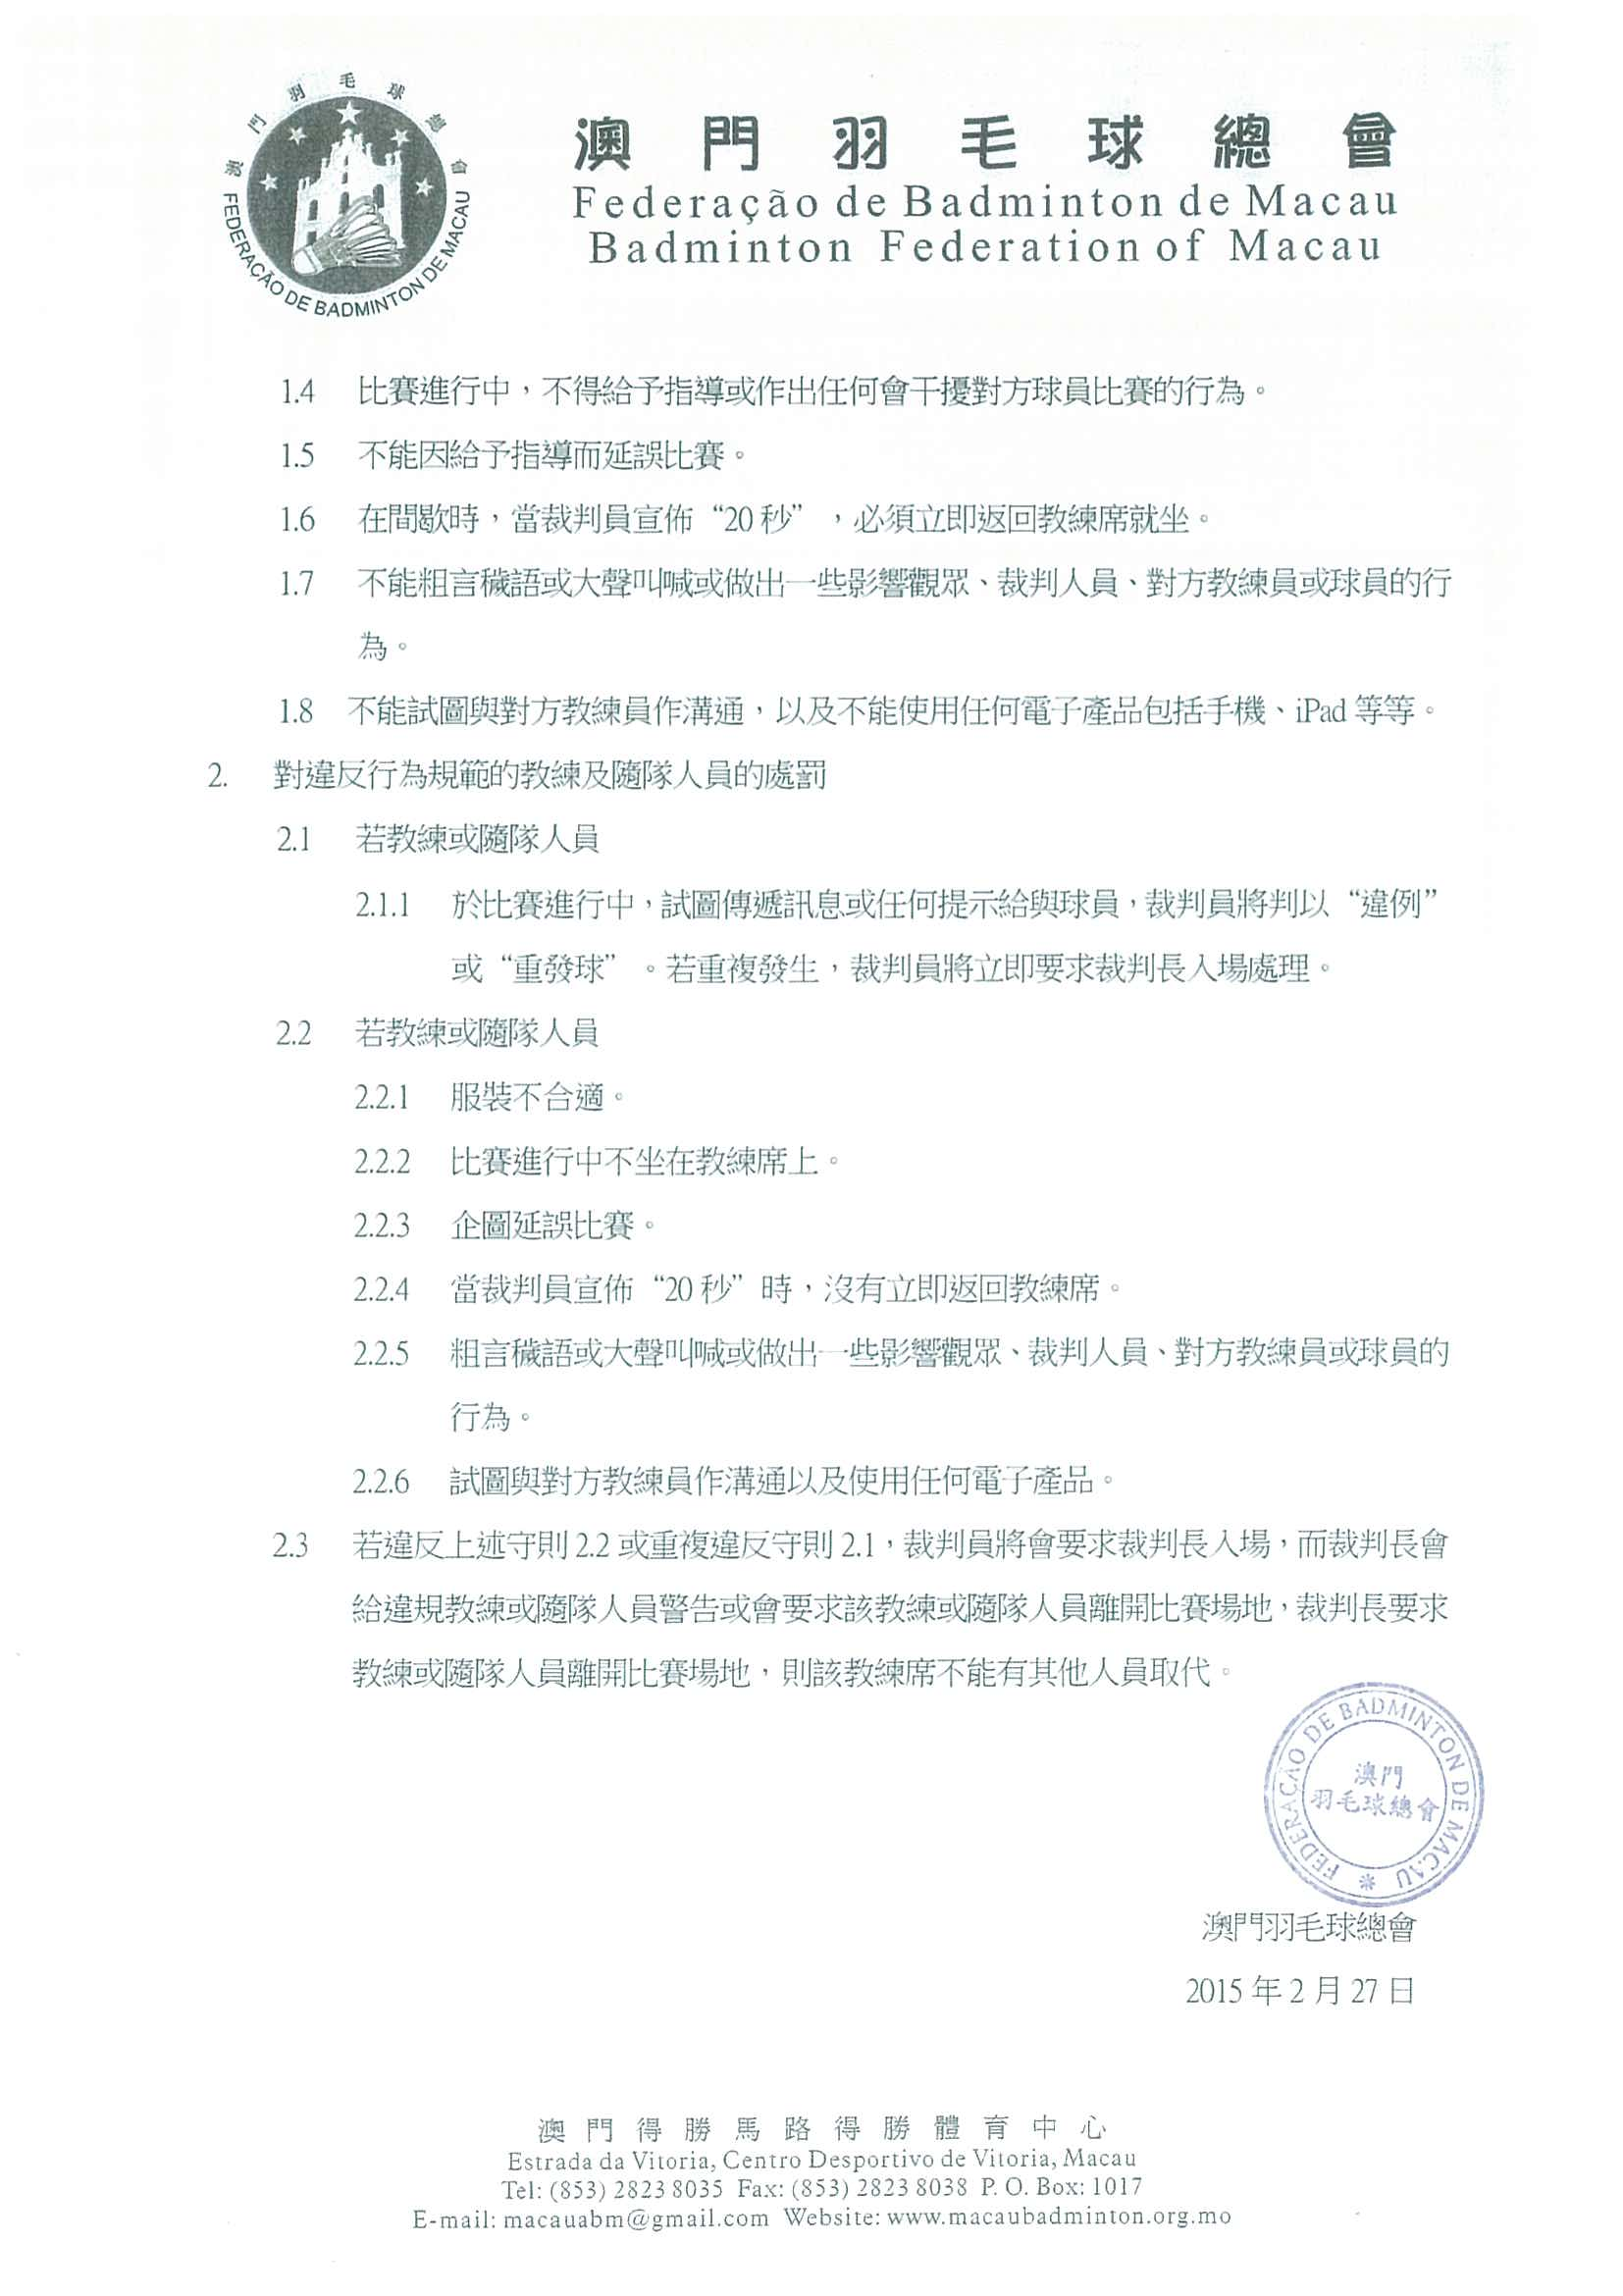 澳門羽毛球總會
FEDERAÇÃO DE BADMINTON DE MACAU
澳門羽毛球總會
Federação de Badminton de Macau
Badminton Federation of Macau
1.4 比賽進行中，不得給予指導或作出任何會干擾對方球員比賽的行為。
1.5 不能因給予指導而延誤比賽。
1.6 在間歇時，當裁判員宣佈“20 秒”，必須立即返回教練席就坐。
1.7 不能粗言穢語或大聲叫喊或做出一些影響觀眾、裁判人員、對方教練員或球員的行
為。
1.8 不能試圖與對方教練員作溝通，以及不能使用任何電子產品包括手機、iPad 等等。
2. 對違反行為規範的教練及隨隊人員的處罰
2.1 若教練或隨隊人員
2.1.1 於比賽進行中，試圖傳遞訊息或任何提示給與球員，裁判員將判以“違例”
或“重發球”。若重複發生，裁判員將立即要求裁判長入場處理。
2.2 若教練或隨隊人員
2.2.1 服裝不合適。
2.2.2 比賽進行中不坐在教練席上。
2.2.3 企圖延誤比賽。
2.2.4 當裁判員宣佈“20 秒”時，沒有立即返回教練席。
2.2.5 粗言穢語或大聲叫喊或做出一些影響觀眾、裁判人員、對方教練員或球員的
行為。
2.2.6 試圖與對方教練員作溝通以及使用任何電子產品。
2.3 若違反上述守則 2.2 或重複違反守則 2.1，裁判員將會要求裁判長入場，而裁判長會
給違規教練或隨隊人員警告或會要求該教練或隨隊人員離開比賽場地，裁判長要求
教練或隨隊人員離開比賽場地，則該教練席不能有其他人員取代。
FEDERAÇÃO DE BADMINTON DE MACAU
澳門
羽毛球總會
澳門羽毛球總會
2015 年 2 月 27 日
澳門得勝馬路得勝體育中心
Estrada da Vitoria, Centro Desportivo de Vitoria, Macau
Tel: (853) 2823 8035 Fax: (853) 2823 8038 P. O. Box: 1017
E-mail: macauabm@gmail.com Website: www.macaubadminton.org.mo